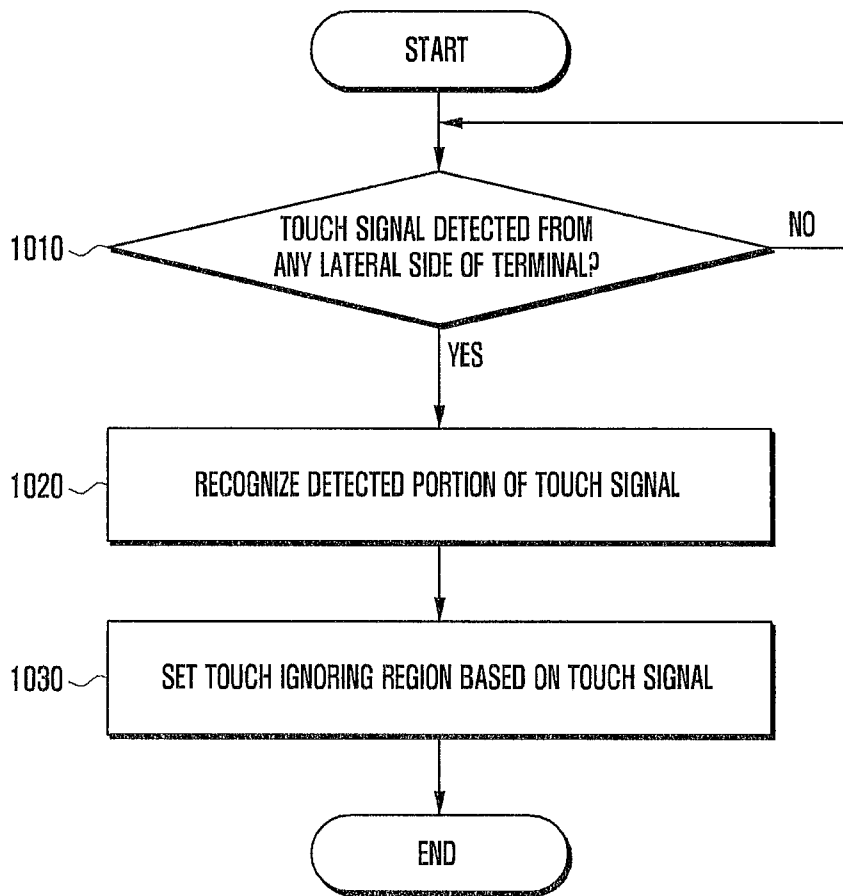 START
1010
TOUCH SIGNAL DETECTED FROM
ANY LATERAL SIDE OF TERMINAL?
NO
YES
1020
RECOGNIZE DETECTED PORTION OF TOUCH SIGNAL
1030
SET TOUCH IGNORING REGION BASED ON TOUCH SIGNAL
END